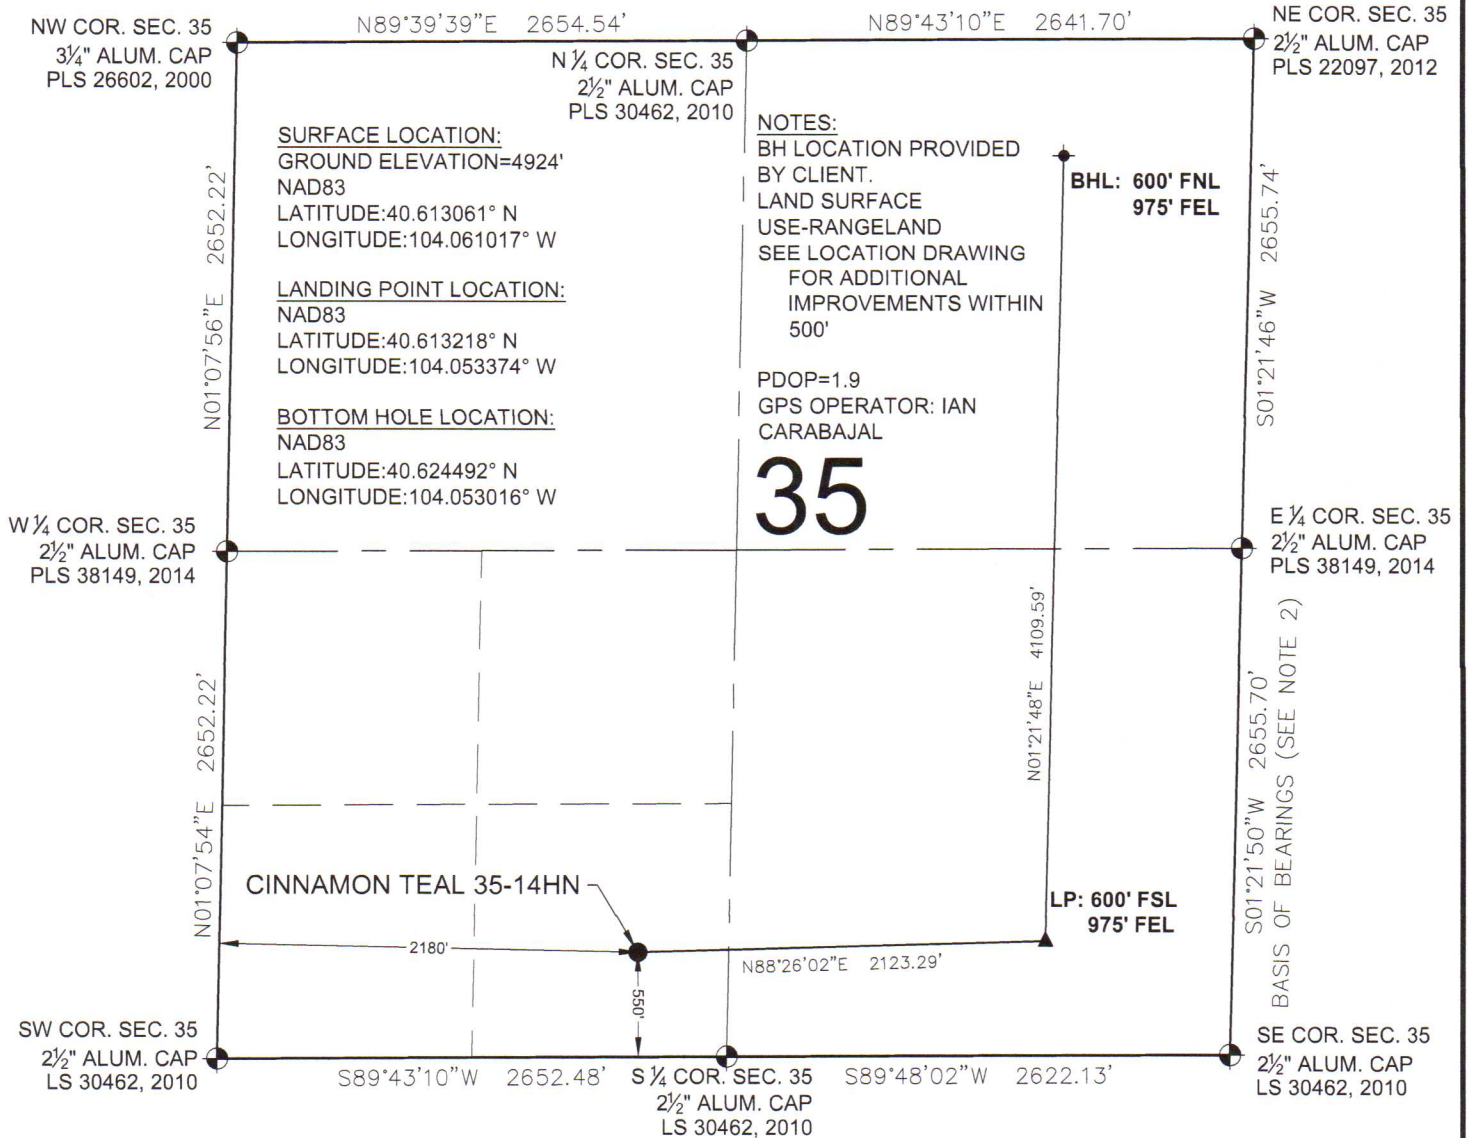 N89°39'39"E 2654.54'
N89°43'10"E 2641.70'
NW COR. SEC. 35
3¼" ALUM. CAP
PLS 26602, 2000
N ¼ COR. SEC. 35
2½" ALUM. CAP
PLS 30462, 2010
NE COR. SEC. 35
2½" ALUM. CAP
PLS 22097, 2012
SURFACE LOCATION:
GROUND ELEVATION=4924'
NAD83
LATITUDE:40.613061° N
LONGITUDE:104.061017° W
LANDING POINT LOCATION:
NAD83
LATITUDE:40.613218° N
LONGITUDE:104.053374° W
BOTTOM HOLE LOCATION:
NAD83
LATITUDE:40.624492° N
LONGITUDE:104.053016° W
NOTES:
BH LOCATION PROVIDED
BY CLIENT.
LAND SURFACE
USE-RANGELAND
SEE LOCATION DRAWING
FOR ADDITIONAL
IMPROVEMENTS WITHIN
500'
PDOP=1.9
GPS OPERATOR: IAN
CARABAJAL
35
BHL: 600' FNL
975' FEL
N01°07'56"E 2652.22'
S01°21'46"W 2655.74'
W ¼ COR. SEC. 35
2½" ALUM. CAP
PLS 38149, 2014
E ¼ COR. SEC. 35
2½" ALUM. CAP
PLS 38149, 2014
N01°21'48"E 4109.59'
N01°07'54"E 2652.22'
S01°21'50"W 2655.70'
BASIS OF BEARINGS (SEE NOTE 2)
CINNAMON TEAL 35-14HN
LP: 600' FSL
975' FEL
2180'
N88°26'02"E 2123.29'
550'
SW COR. SEC. 35
2½" ALUM. CAP
LS 30462, 2010
S89°43'10"W 2652.48'
S ¼ COR. SEC. 35
2½" ALUM. CAP
LS 30462, 2010
S89°48'02"W 2622.13'
SE COR. SEC. 35
2½" ALUM. CAP
LS 30462, 2010